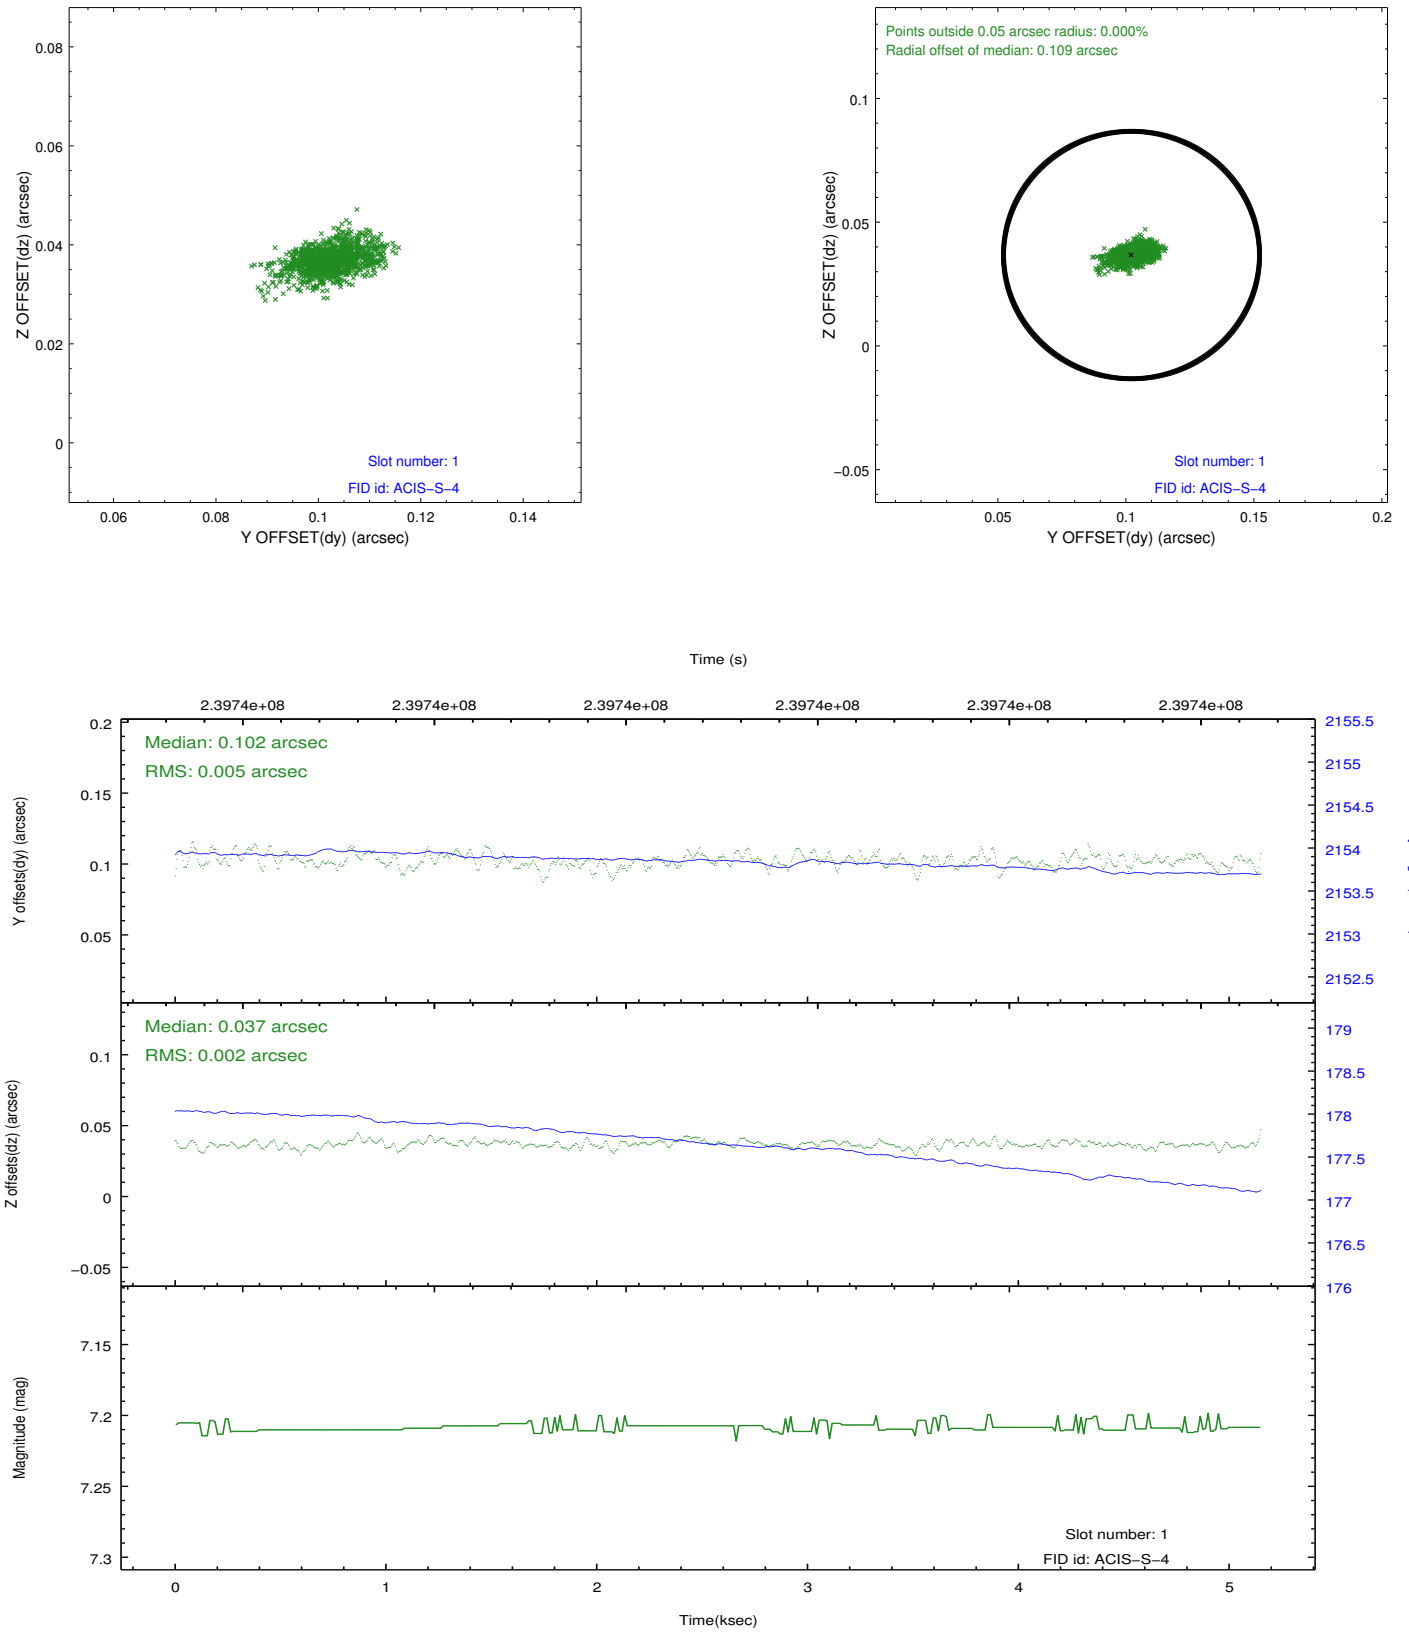 0.08
0.06
0.04
0.02
0
Z OFFSET(dz) (arcsec)
Slot number: 1
FID id: ACIS−S−4
0.06
0.08
0.1
0.12
0.14
Y OFFSET(dy) (arcsec)
Points outside 0.05 arcsec radius: 0.000%
Radial offset of median: 0.109 arcsec
0.1
0.05
0
−0.05
Z OFFSET(dz) (arcsec)
Slot number: 1
FID id: ACIS−S−4
0.05
0.1
0.15
0.2
Y OFFSET(dy) (arcsec)
Time (s)
2.3974e+08
2.3974e+08
2.3974e+08
2.3974e+08
2.3974e+08
2.3974e+08
Median: 0.102 arcsec
RMS: 0.005 arcsec
0.2
0.15
0.1
0.05
Y offsets(dy) (arcsec)
2155.5
2155
2154.5
2154
2153.5
2153
2152.5
Median: 0.037 arcsec
RMS: 0.002 arcsec
0.1
0.05
0
−0.05
Z offsets(dz) (arcsec)
179
178.5
178
177.5
177
176.5
176
7.15
7.2
7.25
7.3
Magnitude (mag)
Slot number: 1
FID id: ACIS−S−4
0
1
2
3
4
5
Time(ksec)